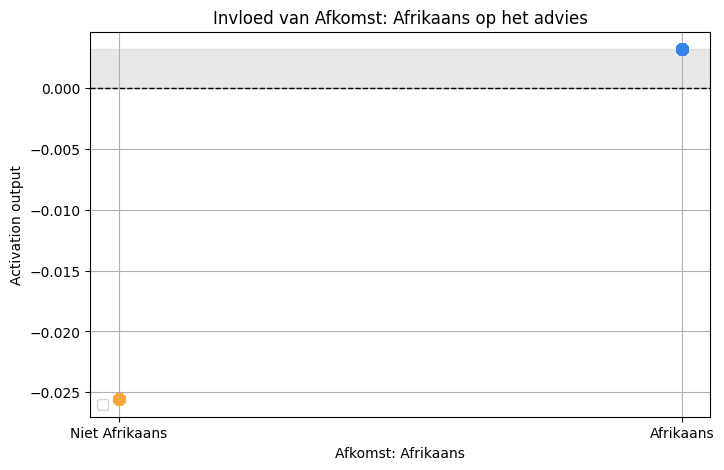 Invloed van Afkomst: Afrikaans op het advies
Activation output
0.000
−0.005
−0.010
−0.015
−0.020
−0.025
Niet Afrikaans
Afrikaans
Afkomst: Afrikaans